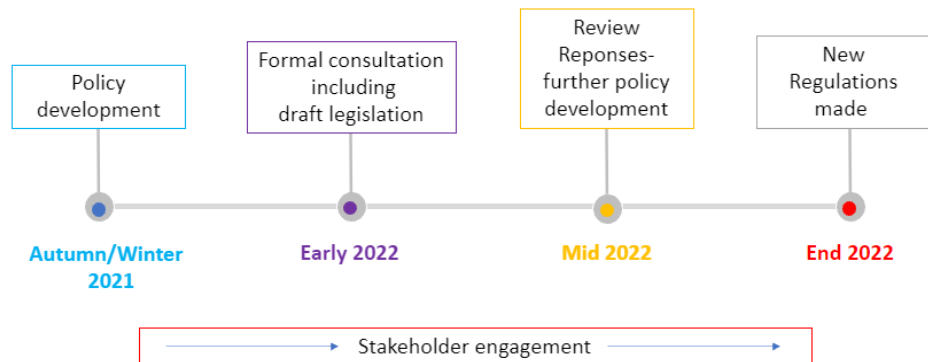 Policy
development
Formal consultation
including
draft legislation
Review
Reponses-
further policy
development
New
Regulations
made
Autumn/Winter
2021
Early 2022
Mid 2022
End 2022
Stakeholder engagement